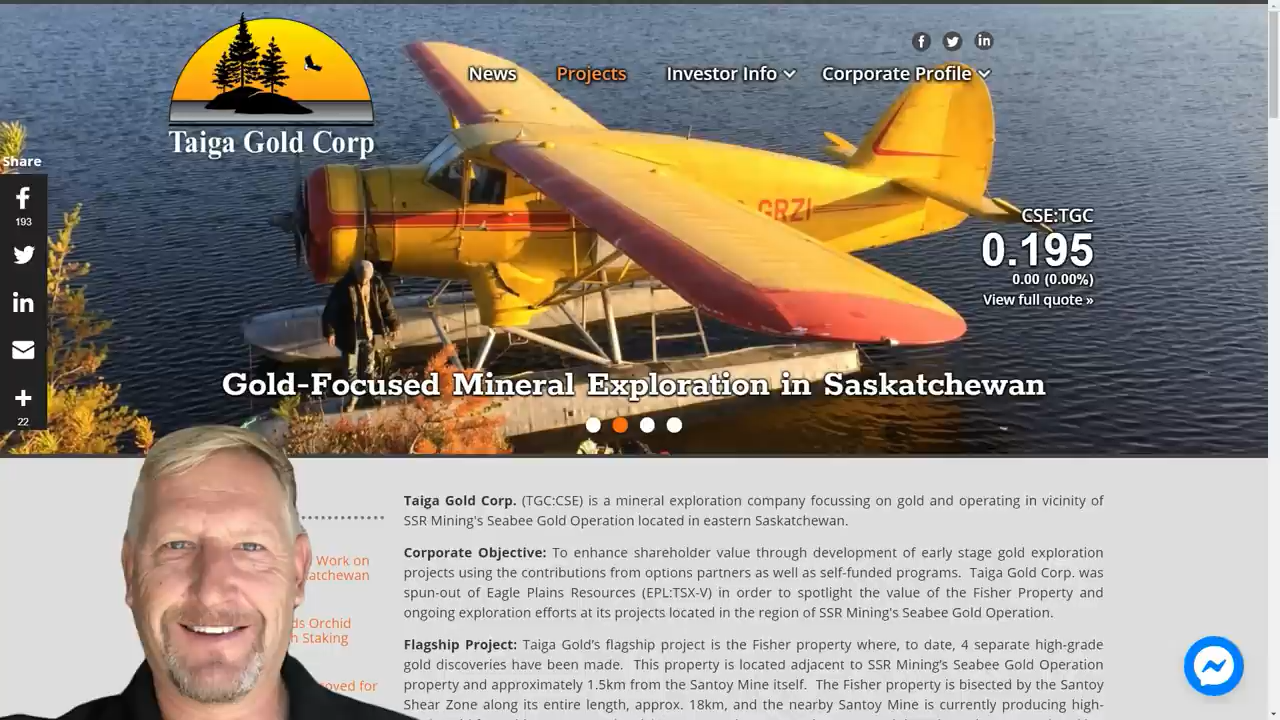 News
Projects
Investor Info
Corporate Profile
Taiga Gold Corp
Share
193
22
GRZI
CSE:TGC
0.195
0.00 (0.00%)
View full quote »
Gold-Focused Mineral Exploration in Saskatchewan
Work on
atchewan
ds Orchid
Staking
oved for
Taiga Gold Corp. (TGC:CSE) is a mineral exploration company focussing on gold and operating in vicinity of
SSR Mining's Seabee Gold Operation located in eastern Saskatchewan.
Corporate Objective: To enhance shareholder value through development of early stage gold exploration
projects using the contributions from options partners as well as self-funded programs. Taiga Gold Corp. was
spun-out of Eagle Plains Resources (EPL:TSX-V) in order to spotlight the value of the Fisher Property and
ongoing exploration efforts at its projects located in the region of SSR Mining's Seabee Gold Operation.
Flagship Project: Taiga Gold's flagship project is the Fisher property where, to date, 4 separate high-grade
gold discoveries have been made. This property is located adjacent to SSR Mining's Seabee Gold Operation
property and approximately 1.5km from the Santoy Mine itself. The Fisher property is bisected by the Santoy
Shear Zone along its entire length, approx. 18km, and the nearby Santoy Mine is currently producing high-